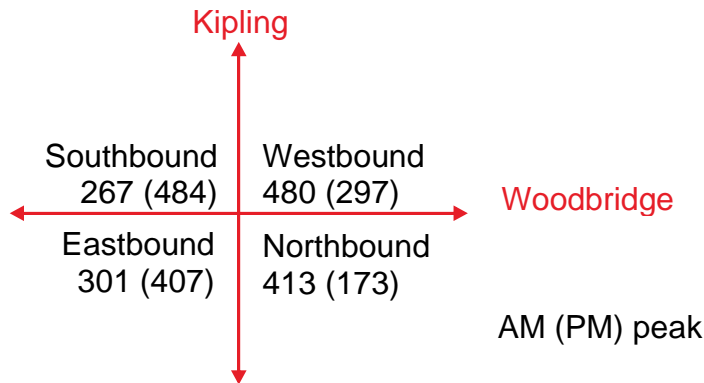 Kipling
Southbound
267 (484)
Westbound
480 (297)
Woodbridge
Eastbound
301 (407)
Northbound
413 (173)
AM (PM) peak